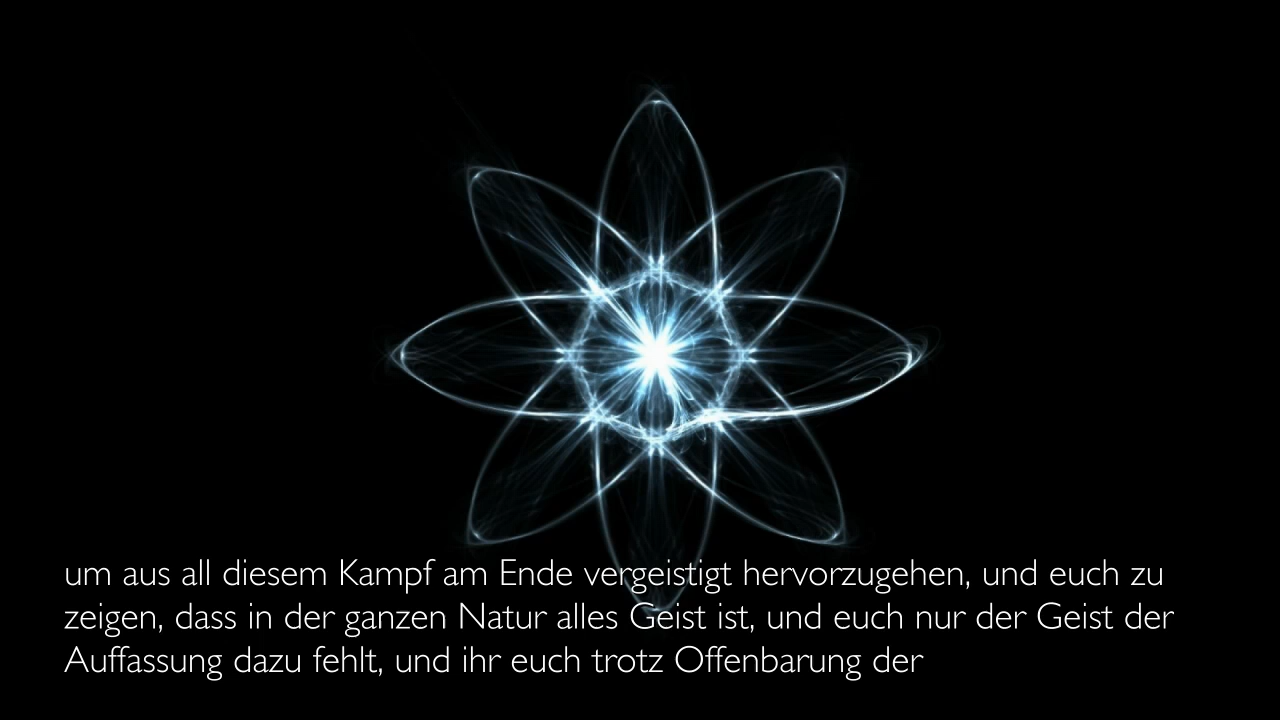 um aus all diesem Kampf am Ende vergeistigt hervorzugehen, und euch zu
zeigen, dass in der ganzen Natur alles Geist ist, und euch nur der Geist der
Auffassung dazu fehlt, und ihr euch trotz Offenbarung der